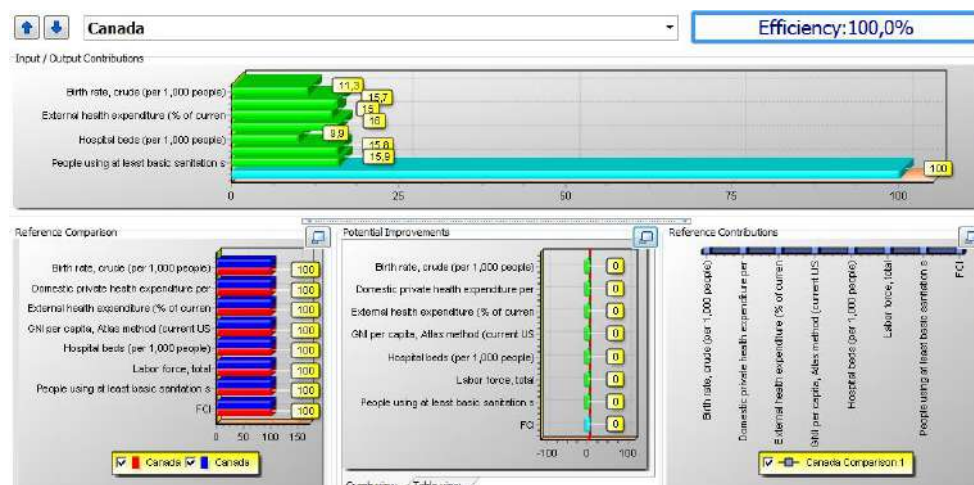 Canada
Efficiency:100,0%
Input / Output Contributions
Birth rate, crude (per 1,000 people)
External health expenditure (% of curren
Hospital beds (per 1,000 people)
People using at least basic sanitation s
11,3
15,7
15
16
9,9
15,8
15,9
100
0 25 50 75 100
Reference Comparison
Birth rate, crude (per 1,000 people)
Domestic private health expenditure per
External health expenditure (% of curren
GNI per capita, Atlas method (current US
Hospital beds (per 1,000 people)
Labor force, total
People using at least basic sanitation s
FCI
100
100
100
100
100
100
100
100
0 50 100 150
Canada Canada
Potential Improvements
Birth rate, crude (per 1,000 people)
Domestic private health expenditure per
External health expenditure (% of curren
GNI per capita, Atlas method (current US
Hospital beds (per 1,000 people)
Labor force, total
People using at least basic sanitation s
FCI
0
0
0
0
0
0
0
0
-100 0 100
Reference Contributions
Birth rate, crude (per 1,000 people)
Domestic private health expenditure per
External health expenditure (% of curren
GNI per capita, Atlas method (current US
Hospital beds (per 1,000 people)
Labor force, total
People using at least basic sanitation s
FCI
Canada Comparison:1